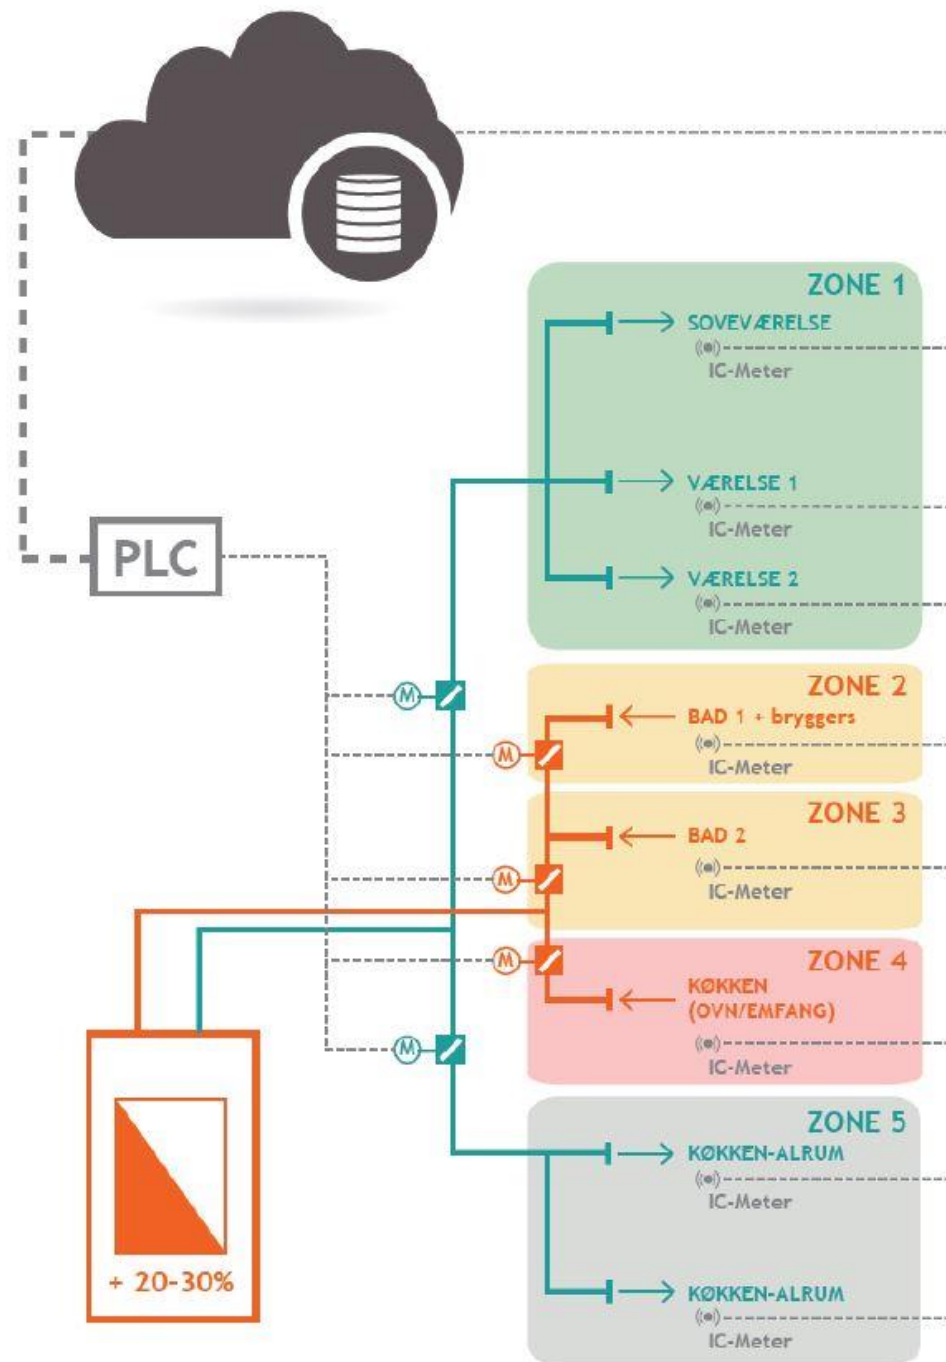 ZONE 1
SOVEVÆRELSE
IC-Meter
VÆRELSE 1
IC-Meter
PLC
VÆRELSE 2
IC-Meter
ZONE 2
M
BAD 1 + bryggers
M
IC-Meter
ZONE 3
BAD 2
M
IC-Meter
ZONE 4
M
KØKKEN
(OVN/EMFANG)
M
IC-Meter
ZONE 5
KØKKEN-ALRUM
IC-Meter
+ 20-30%
KØKKEN-ALRUM
IC-Meter